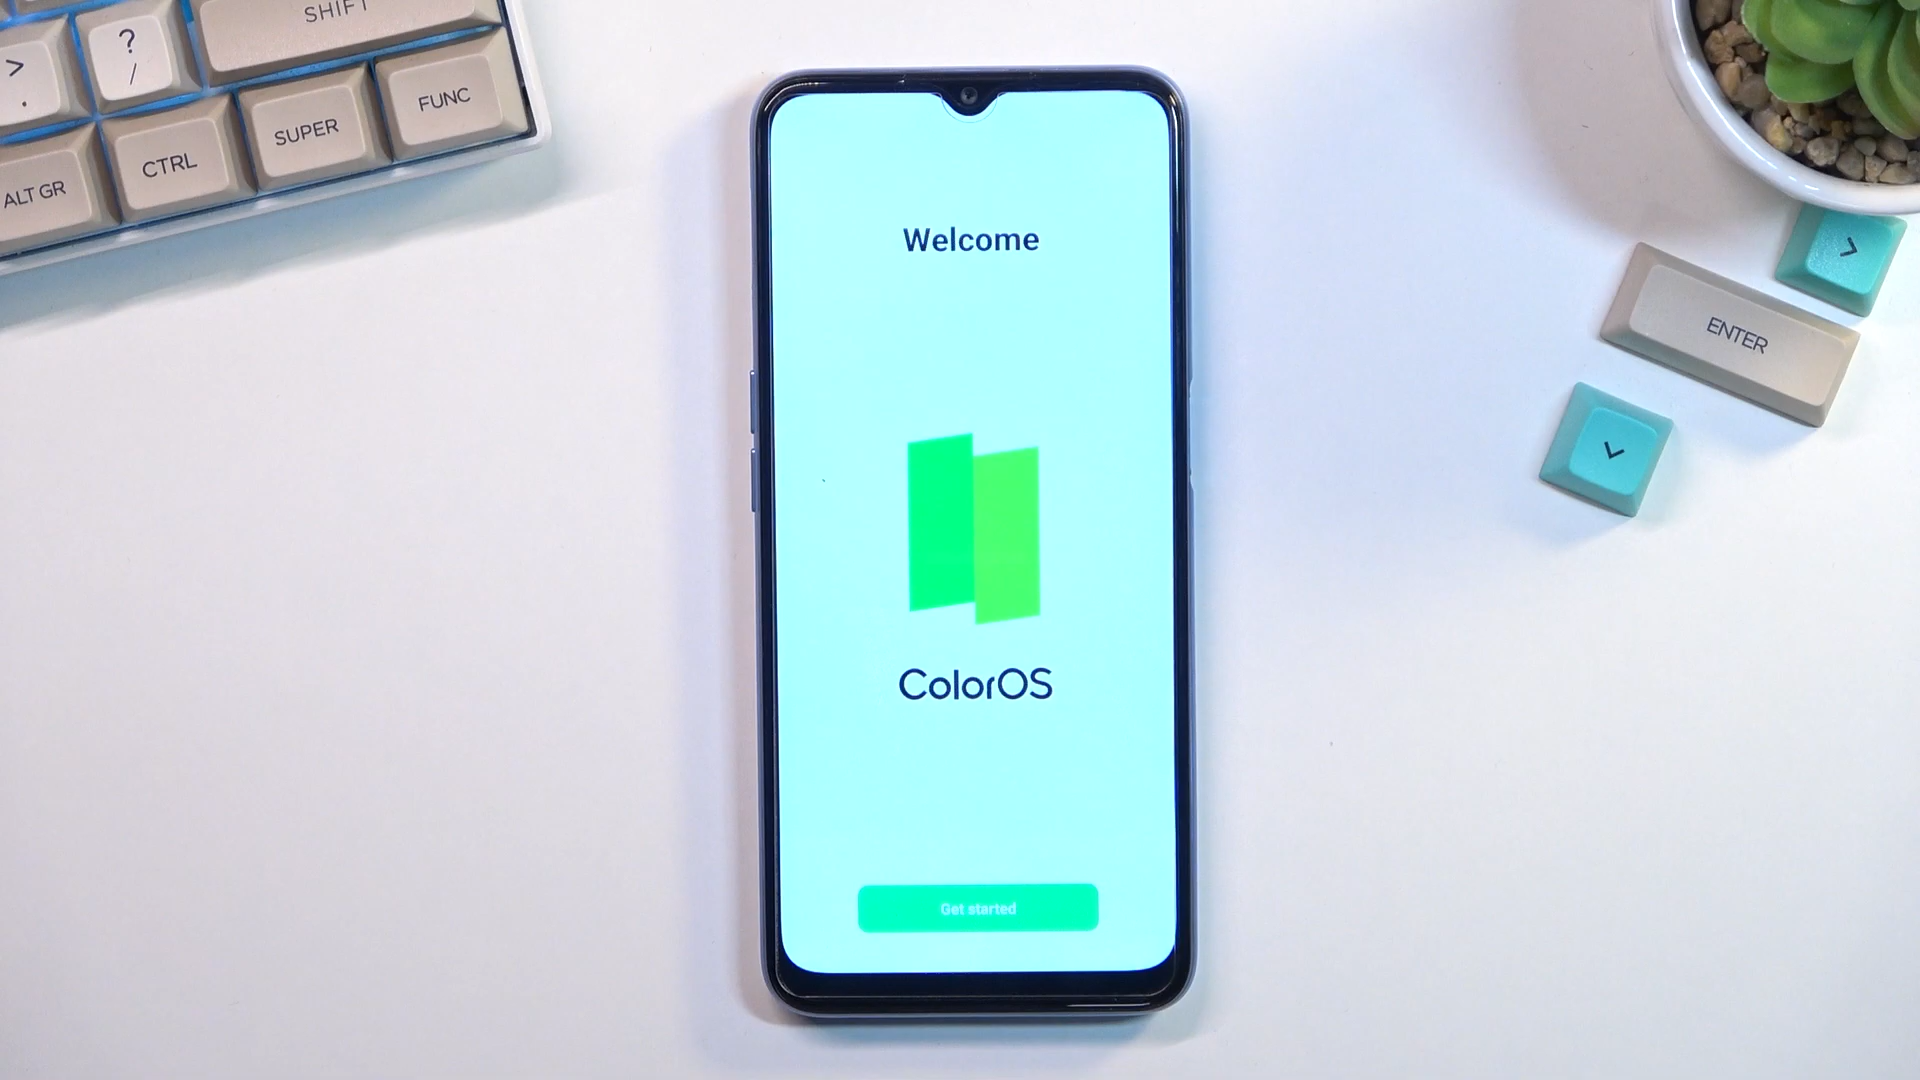 SHIFT
> .
? /
FUNC
SUPER
CTRL
ALT GR
Welcome
ColorOS
Get started
>
ENTER